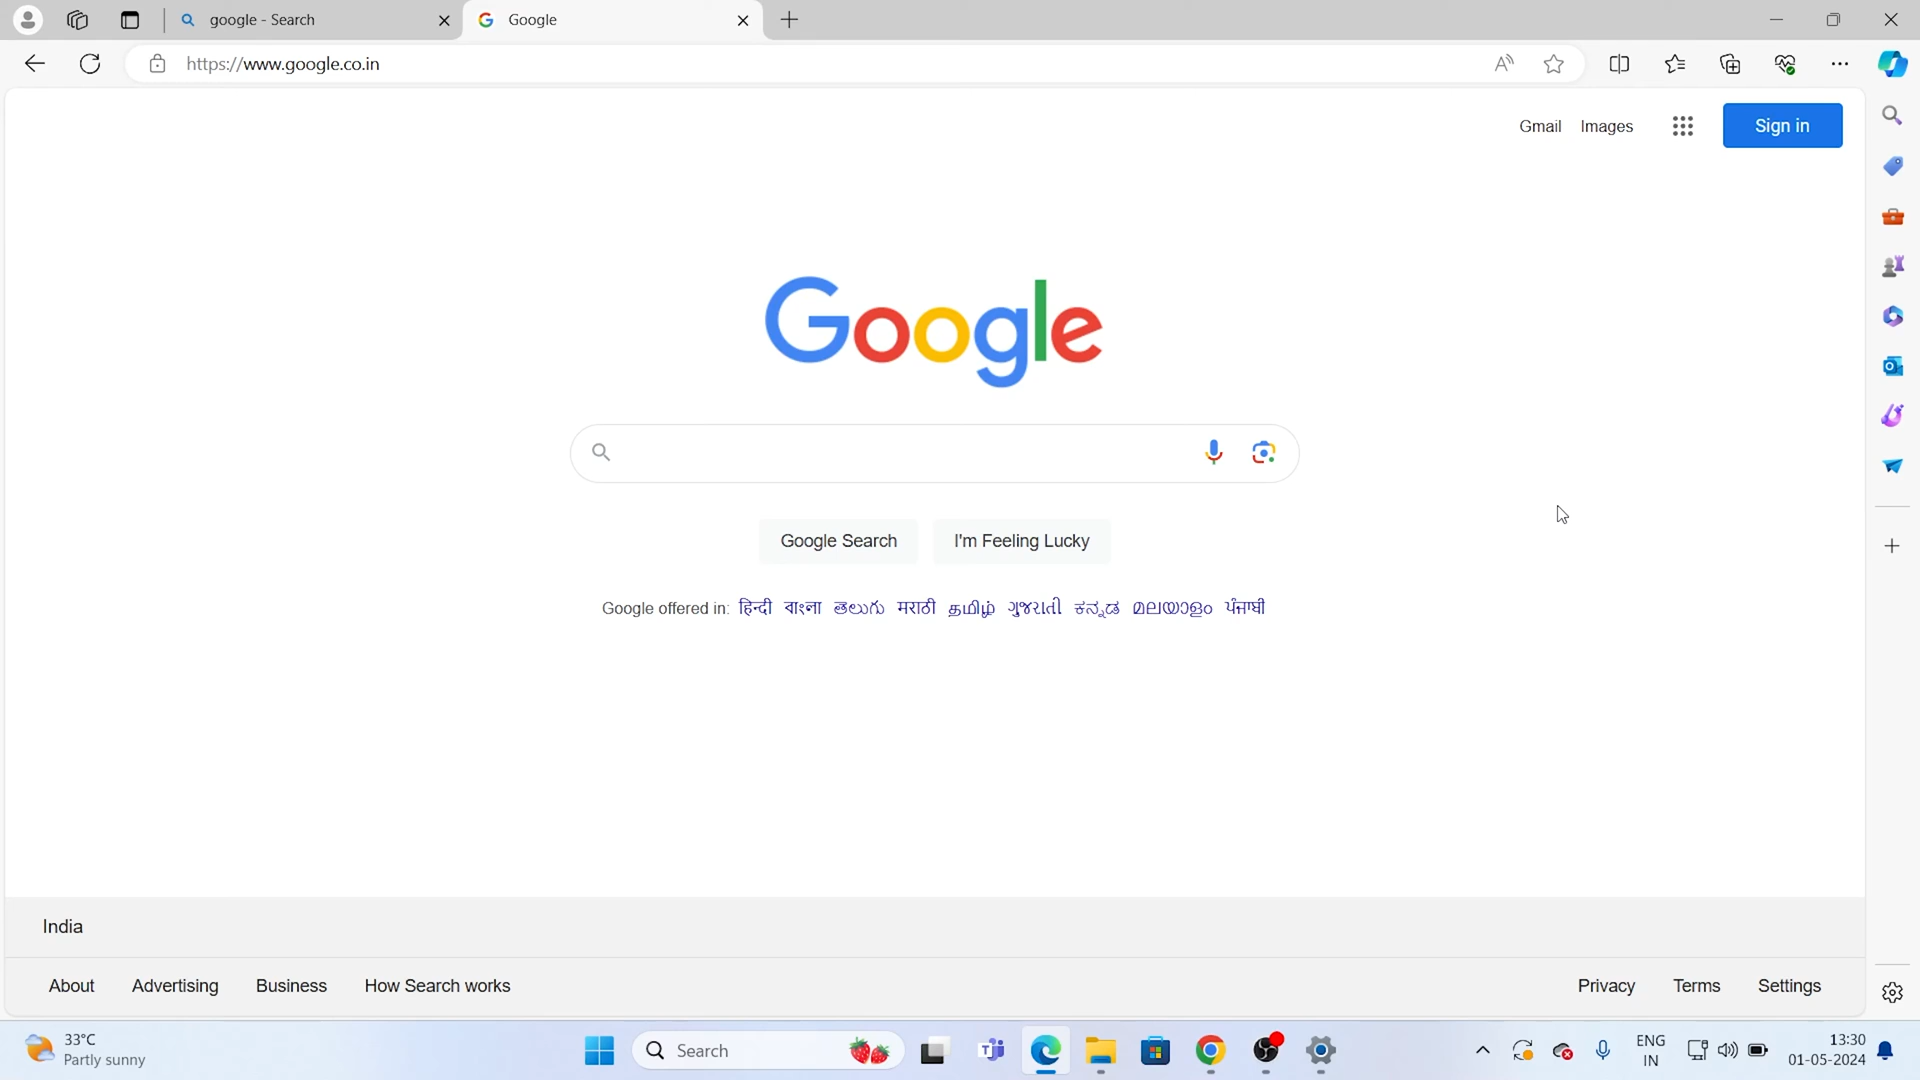 google - Search
Google
https://www.google.co.in
Gmail Images
Sign in
Google
Google Search
I'm Feeling Lucky
Google offered in: हिन्दी বাংলা తెలుగు मराठी தமிழ் ગુજરાતી ಕನ್ನಡ മലയാളം ਪੰਜਾਬੀ
India
About Advertising Business How Search works
Privacy Terms Settings
33°C
Partly sunny
Search
ENG
IN
13:30
01-05-2024